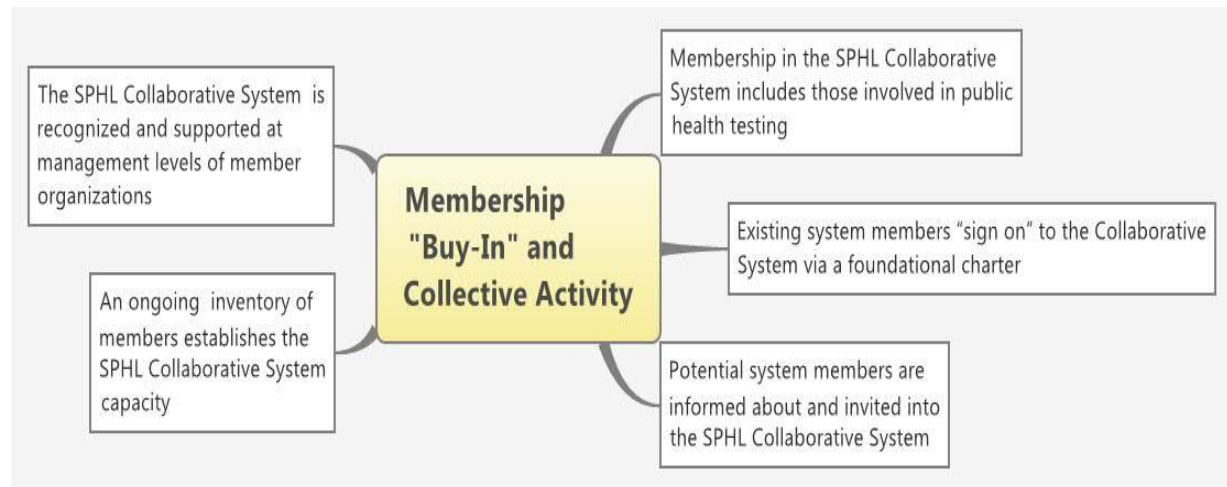 The SPHL Collaborative System is
recognized and supported at
management levels of member
organizations
An ongoing inventory of
members establishes the
SPHL Collaborative System
capacity
Membership
"Buy-In" and
Collective Activity
Membership in the SPHL Collaborative
System includes those involved in public
health testing
Existing system members “sign on” to the Collaborative
System via a foundational charter
Potential system members are
informed about and invited into
the SPHL Collaborative System